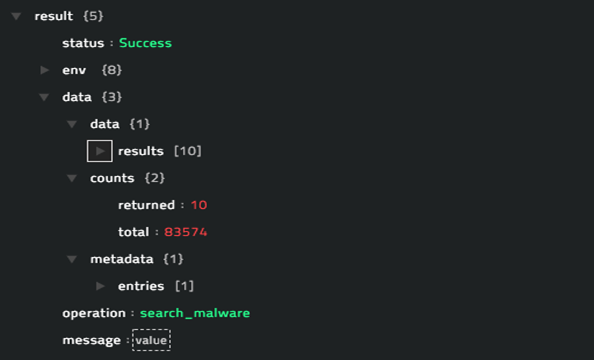 result {5}
status : Success
env {8}
data {3}
data {1}
results [10]
counts {2}
returned : 10
total : 83574
metadata {1}
entries [1]
operation : search_malware
message : value